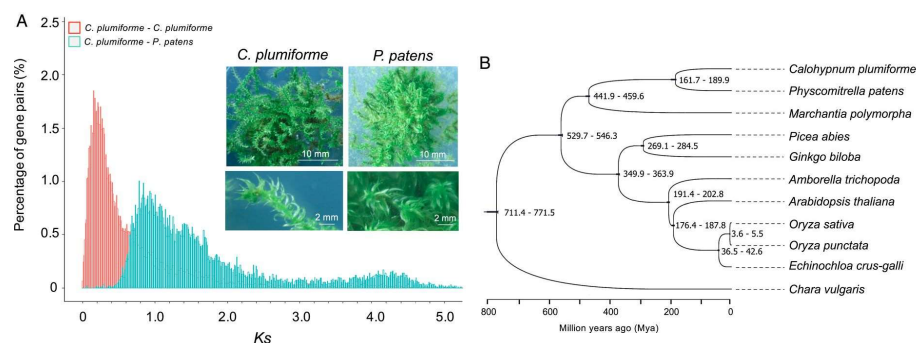 A
C. plumiforme - C. plumiforme
C. plumiforme - P. patens
Percentage of gene pairs (%)
2.5
2.0
1.5
1.0
0.5
0
0
1.0
2.0
3.0
4.0
5.0
Ks
C. plumiforme
P. patens
10 mm
10 mm
2 mm
2 mm
B
Calohypnum plumiforme
161.7 - 189.9
Physcomitrella patens
441.9 - 459.6
Marchantia polymorpha
529.7 - 546.3
Picea abies
269.1 - 284.5
Ginkgo biloba
349.9 - 363.9
Amborella trichopoda
191.4 - 202.8
Arabidopsis thaliana
711.4 - 771.5
176.4 - 187.8
Oryza sativa
3.6 - 5.5
Oryza punctata
36.5 - 42.6
Echinochloa crus-galli
Chara vulgaris
800
600
400
200
0
Million years ago (Mya)